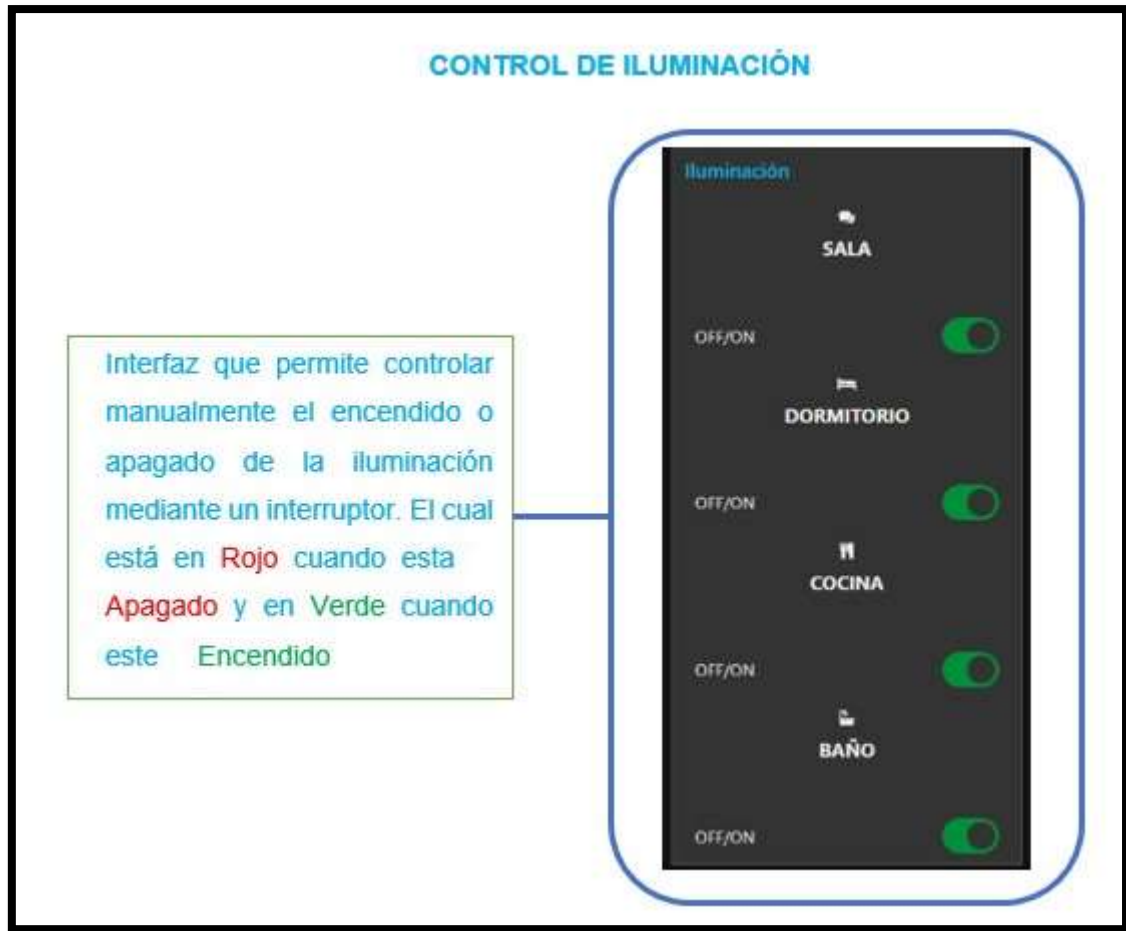 CONTROL DE ILUMINACIÓN
Interfaz que permite controlar
manualmente el encendido o
apagado de la iluminación
mediante un interruptor. El cual
está en Rojo cuando esta
Apagado y en Verde cuando
este Encendido
Iluminación
SALA
OFF/ON
DORMITORIO
OFF/ON
COCINA
OFF/ON
BAÑO
OFF/ON